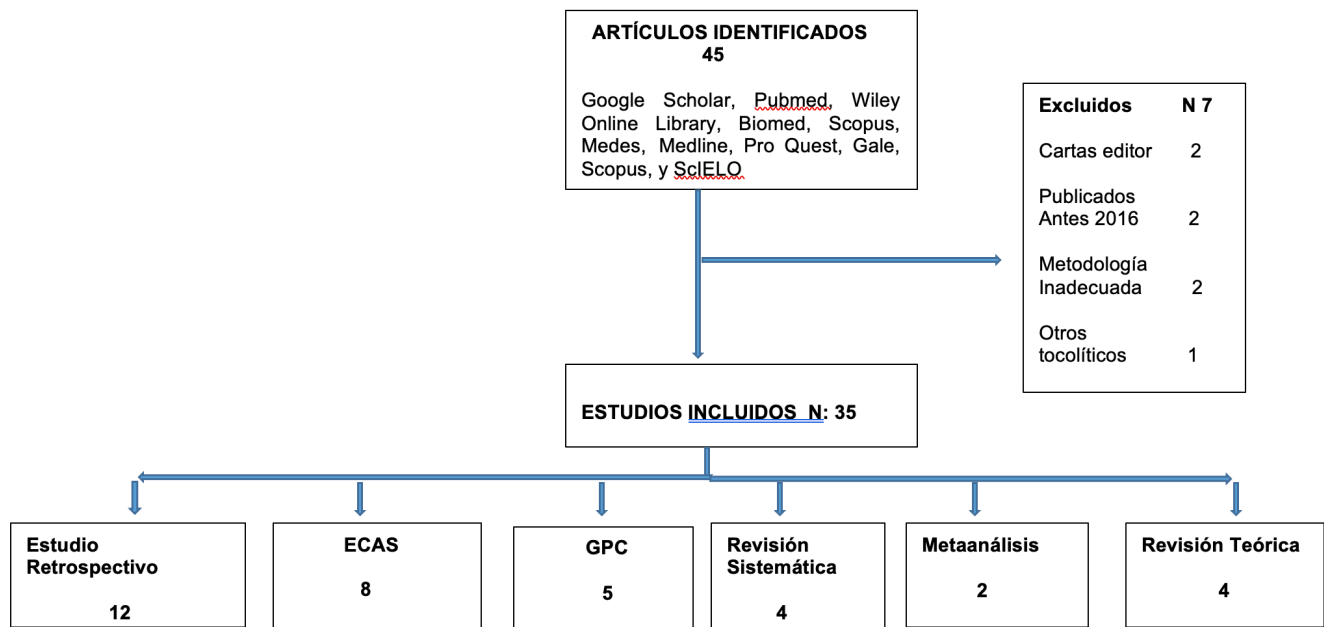 ARTÍCULOS IDENTIFICADOS
45
Google Scholar, Pubmed, Wiley
Online Library, Biomed, Scopus,
Medes, Medline, Pro Quest, Gale,
Scopus, y ScIELO
Excluidos N 7
Cartas editor 2
Publicados
Antes 2016 2
Metodología
Inadecuada 2
Otros
tocolíticos 1
ESTUDIOS INCLUIDOS N: 35
Estudio
Retrospectivo
12
ECAS
8
GPC
5
Revisión
Sistemática
4
Metaanálisis
2
Revisión Teórica
4